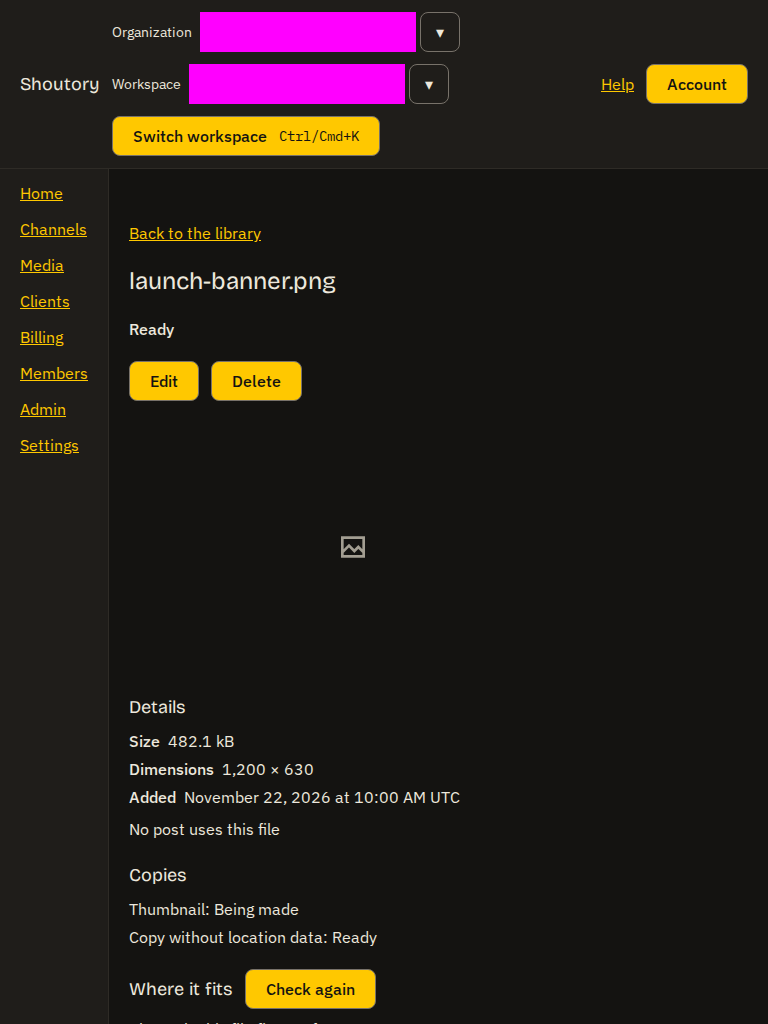 Organization ▼
Shoutory Workspace ▼ Help Account
Switch workspace Ctrl/Cmd+K
Home
Channels
Media
Clients
Billing
Members
Admin
Settings
Back to the library
launch-banner.png
Ready
Edit Delete
Details
Size 482.1 kB
Dimensions 1,200 × 630
Added November 22, 2026 at 10:00 AM UTC
No post uses this file
Copies
Thumbnail: Being made
Copy without location data: Ready
Where it fits Check again